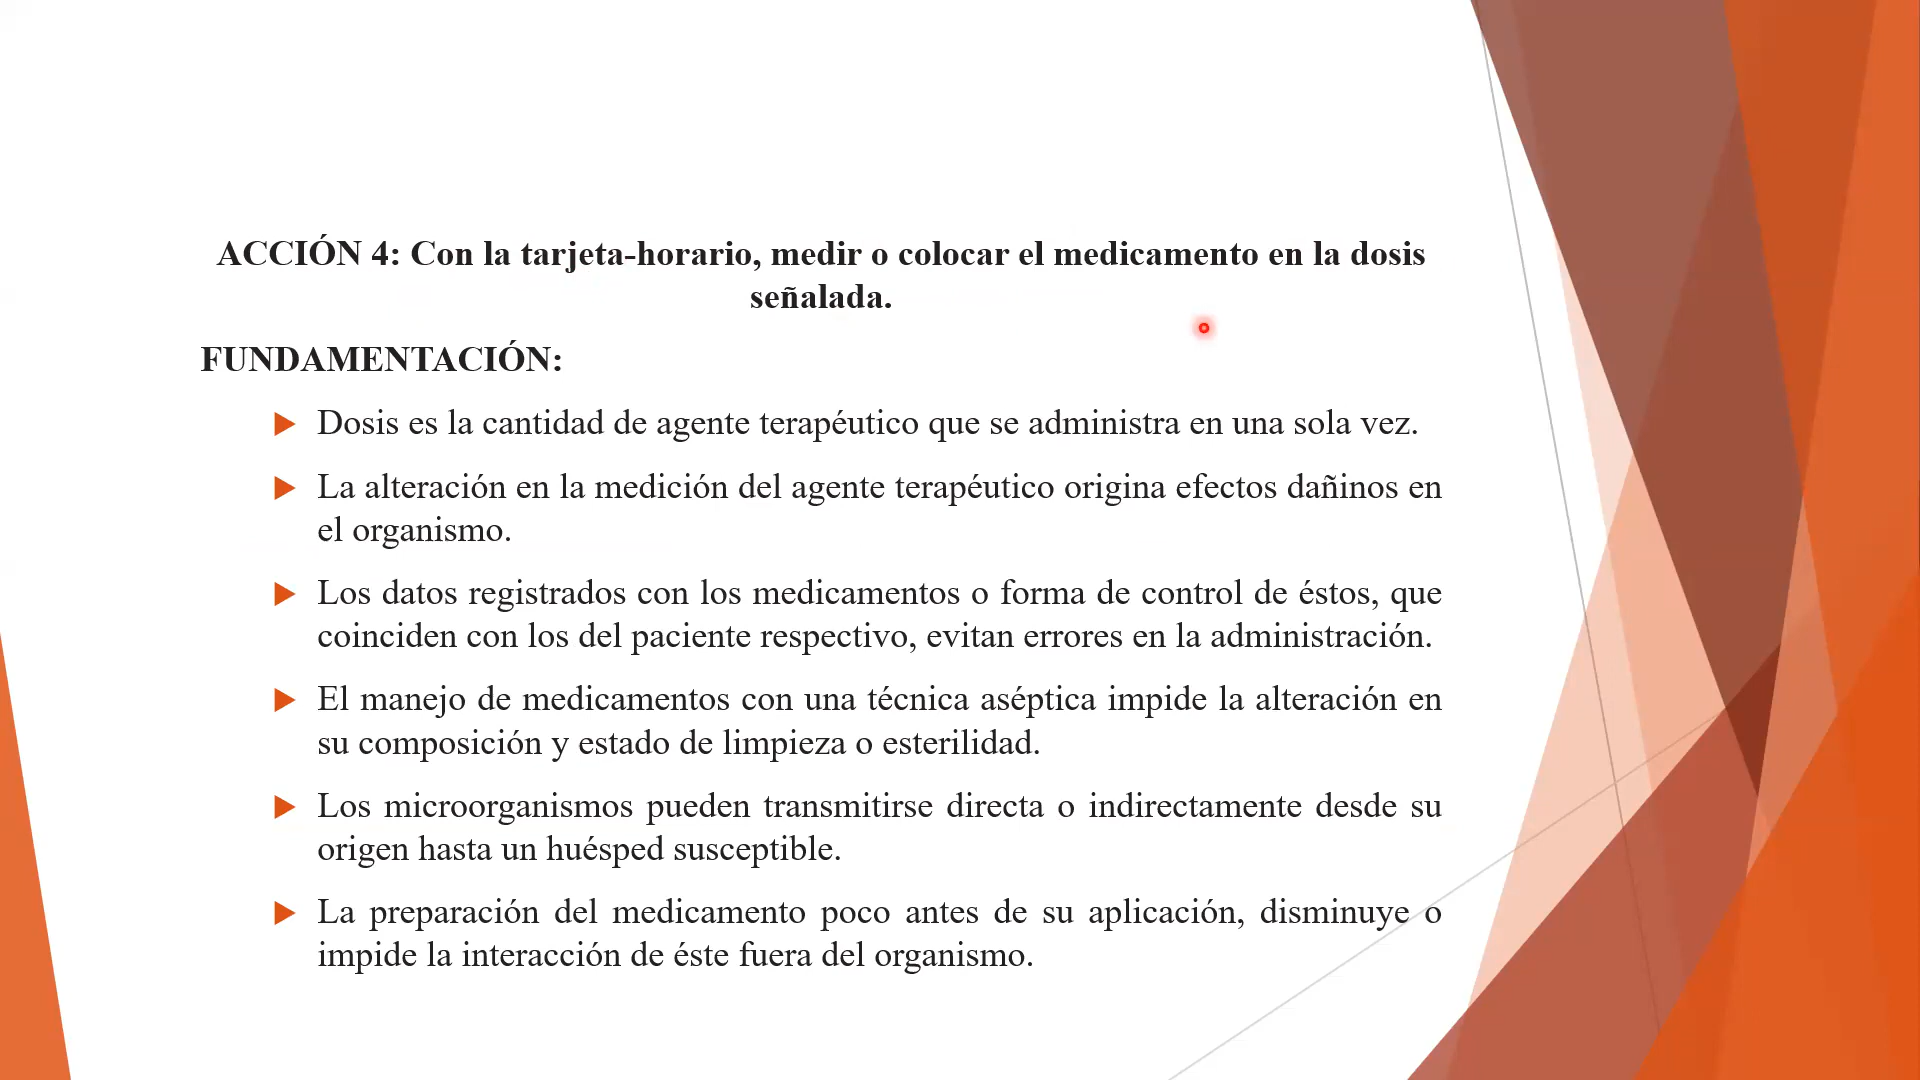 ACCIÓN 4: Con la tarjeta-horario, medir o colocar el medicamento en la dosis
señalada.
FUNDAMENTACIÓN:
Dosis es la cantidad de agente terapéutico que se administra en una sola vez.
La alteración en la medición del agente terapéutico origina efectos dañinos en
el organismo.
Los datos registrados con los medicamentos o forma de control de éstos, que
coinciden con los del paciente respectivo, evitan errores en la administración.
El manejo de medicamentos con una técnica aséptica impide la alteración en
su composición y estado de limpieza o esterilidad.
Los microorganismos pueden transmitirse directa o indirectamente desde su
origen hasta un huésped susceptible.
La preparación del medicamento poco antes de su aplicación, disminuye o
impide la interacción de éste fuera del organismo.